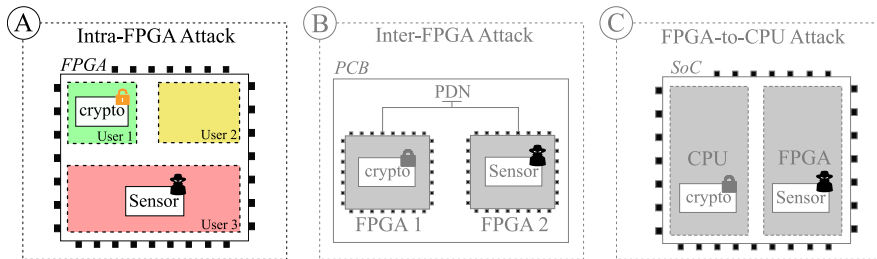 A
Intra-FPGA Attack
FPGA
crypto
User 1
User 2
Sensor
User 3
B
Inter-FPGA Attack
PCB
PDN
crypto
Sensor
FPGA 1
FPGA 2
C
FPGA-to-CPU Attack
SoC
CPU
FPGA
crypto
Sensor